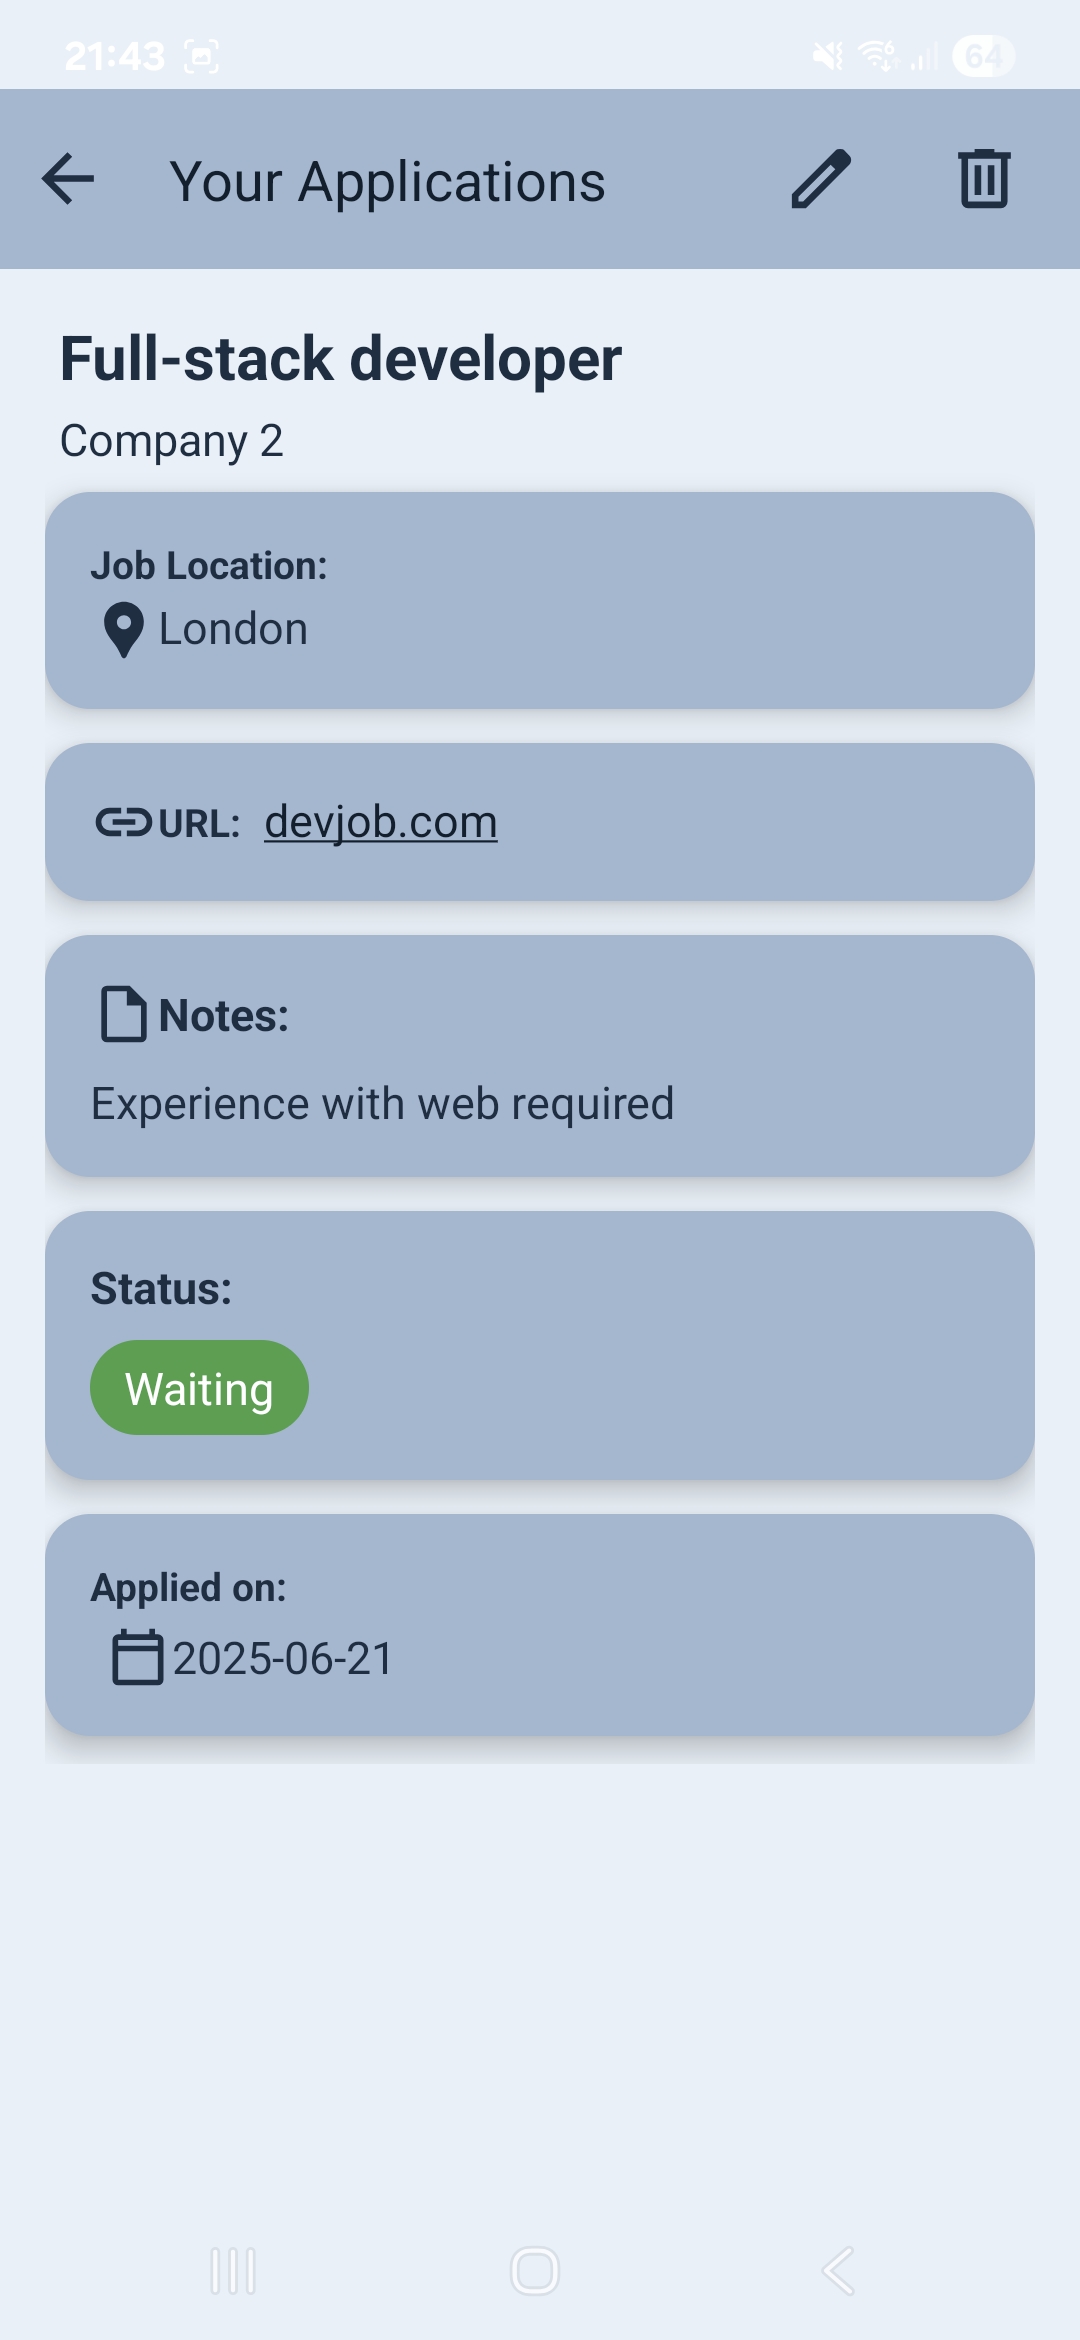 21:43
6
64
Your Applications
Full-stack developer
Company 2
Job Location:
London
URL: devjob.com
Notes:
Experience with web required
Status:
Waiting
Applied on:
2025-06-21